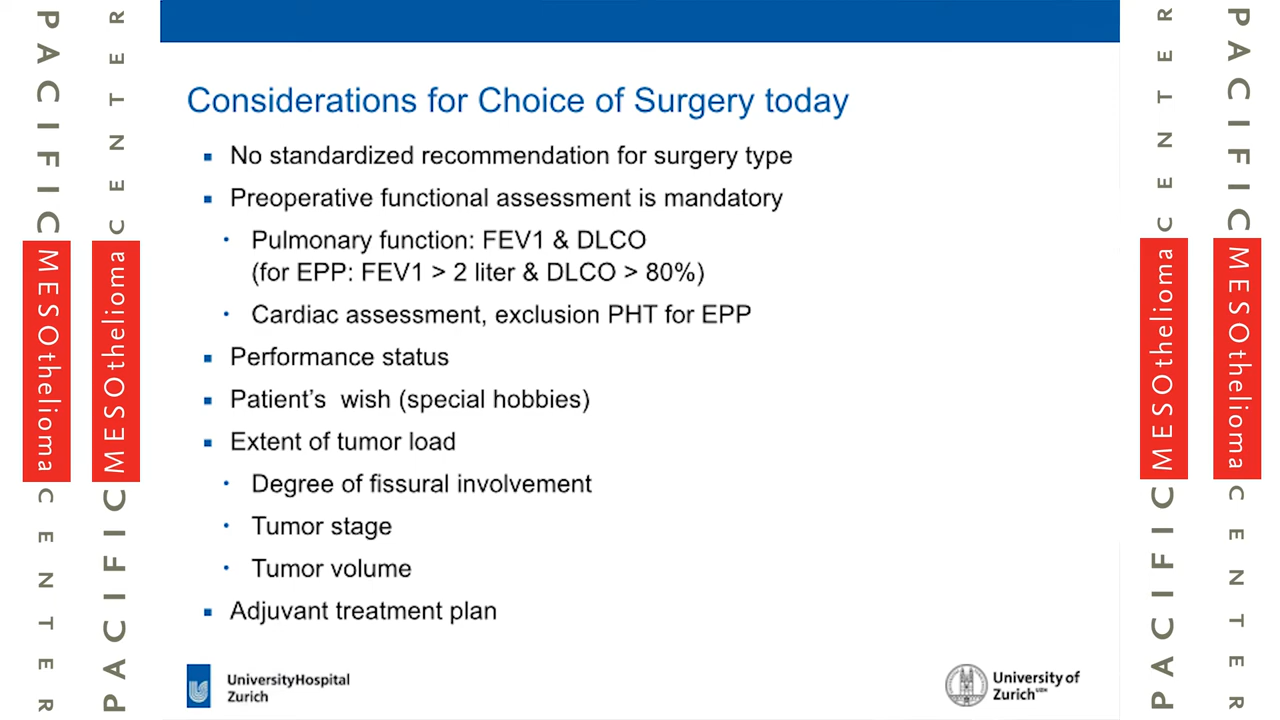 PACIFIC MESOthelioma CENTER
PACIFIC MESOthelioma CENTER
Considerations for Choice of Surgery today
No standardized recommendation for surgery type
Preoperative functional assessment is mandatory
Pulmonary function: FEV1 & DLCO
(for EPP: FEV1 > 2 liter & DLCO > 80%)
Cardiac assessment, exclusion PHT for EPP
Performance status
Patient’s wish (special hobbies)
Extent of tumor load
Degree of fissural involvement
Tumor stage
Tumor volume
Adjuvant treatment plan
UniversityHospital
Zurich
University of
Zurich UZH
PACIFIC MESOthelioma CENTER
PACIFIC MESOthelioma CENTER